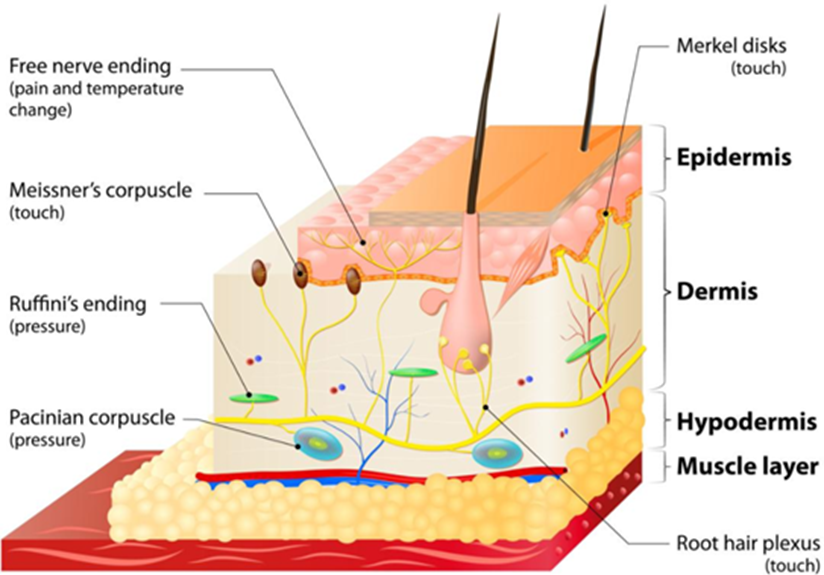 Free nerve ending
(pain and temperature
change)
Meissner’s corpuscle
(touch)
Ruffini’s ending
(pressure)
Pacinian corpuscle
(pressure)
Merkel disks
(touch)
Epidermis
Dermis
Hypodermis
Muscle layer
Root hair plexus
(touch)